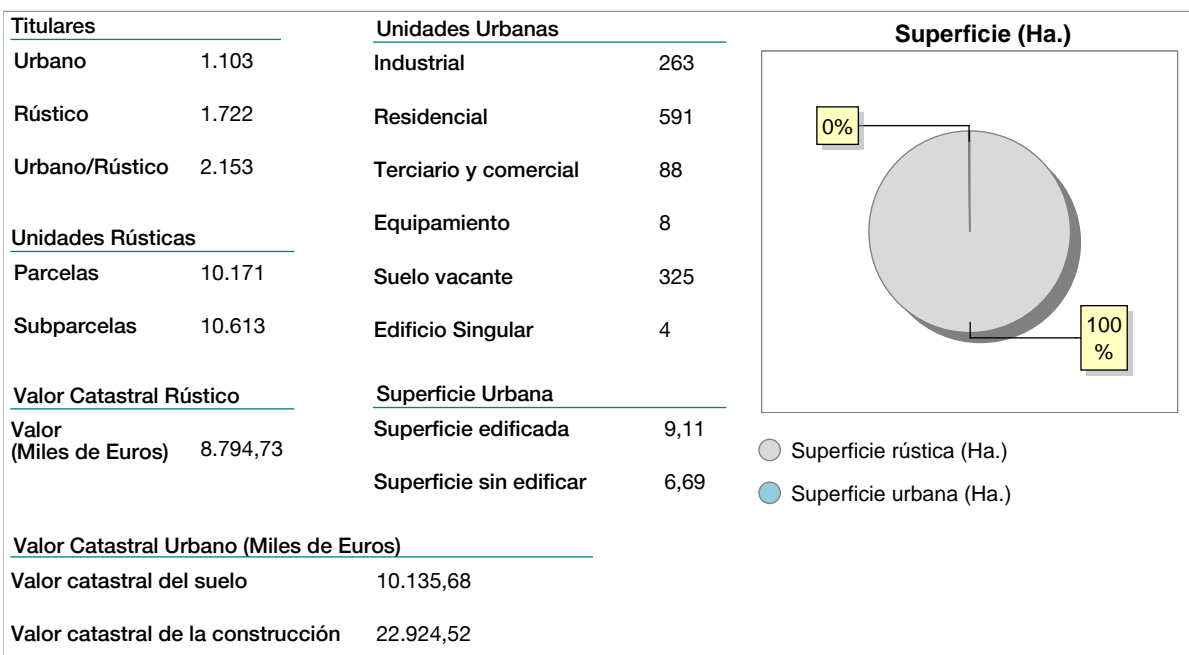 Titulares
Urbano 1.103
Rústico 1.722
Urbano/Rústico 2.153
Unidades Rústicas
Parcelas 10.171
Subparcelas 10.613
Valor Catastral Rústico
Valor
(Miles de Euros) 8.794,73
Unidades Urbanas
Industrial 263
Residencial 591
Terciario y comercial 88
Equipamiento 8
Suelo vacante 325
Edificio Singular 4
Superficie Urbana
Superficie edificada 9,11
Superficie sin edificar 6,69
Valor Catastral Urbano (Miles de Euros)
Valor catastral del suelo 10.135,68
Valor catastral de la construcción 22.924,52
Superficie (Ha.)
0%
100
%
Superficie rústica (Ha.)
Superficie urbana (Ha.)